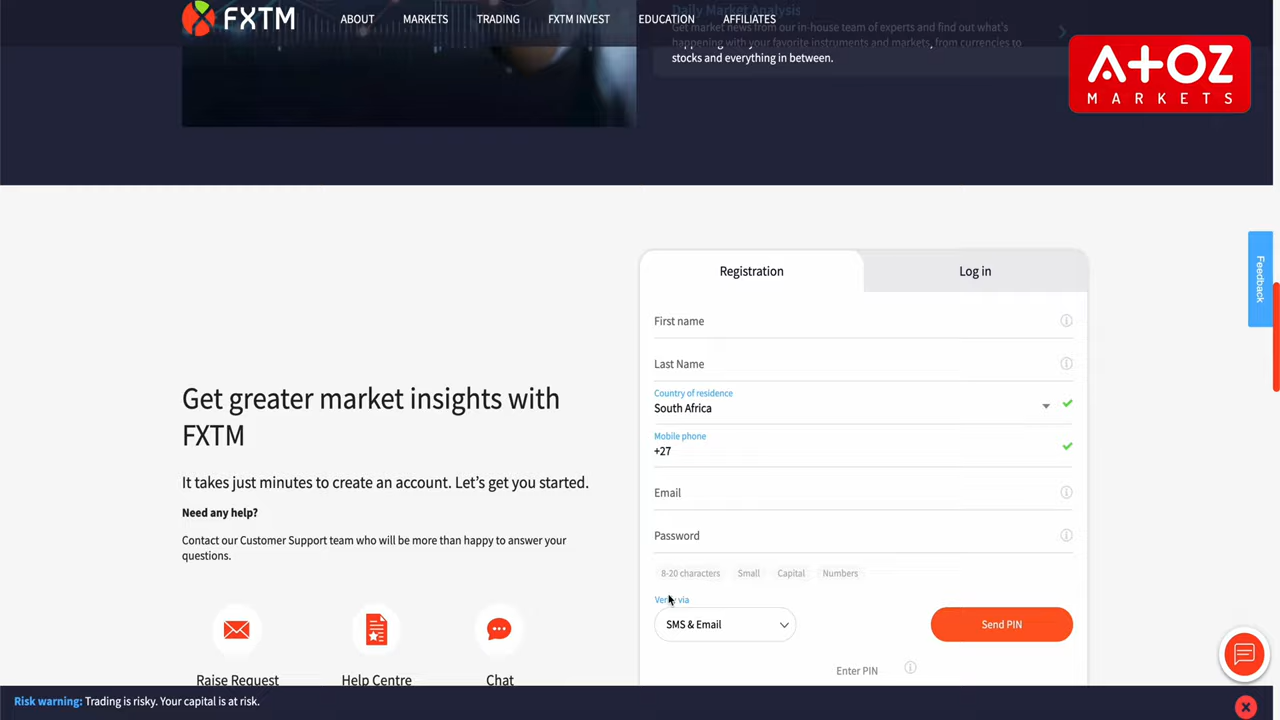 FXTM
ABOUT
MARKETS
TRADING
FXTM INVEST
EDUCATION
AFFILIATES
Daily Market Analysis
Get market news from our in-house team of experts and find out what's
happening with your favorite instruments and markets, from currencies to
stocks and everything in between.
A+OZ
MARKETS
Feedback
Registration
Log in
First name
Last Name
Country of residence
South Africa
Mobile phone
+27
Email
Password
8-20 characters
Small
Capital
Numbers
via
SMS & Email
Send PIN
Enter PIN
Get greater market insights with
FXTM
It takes just minutes to create an account. Let's get you started.
Need any help?
Contact our Customer Support team who will be more than happy to answer your
questions.
Raise Request
Help Centre
Chat
Risk warning: Trading is risky. Your capital is at risk.